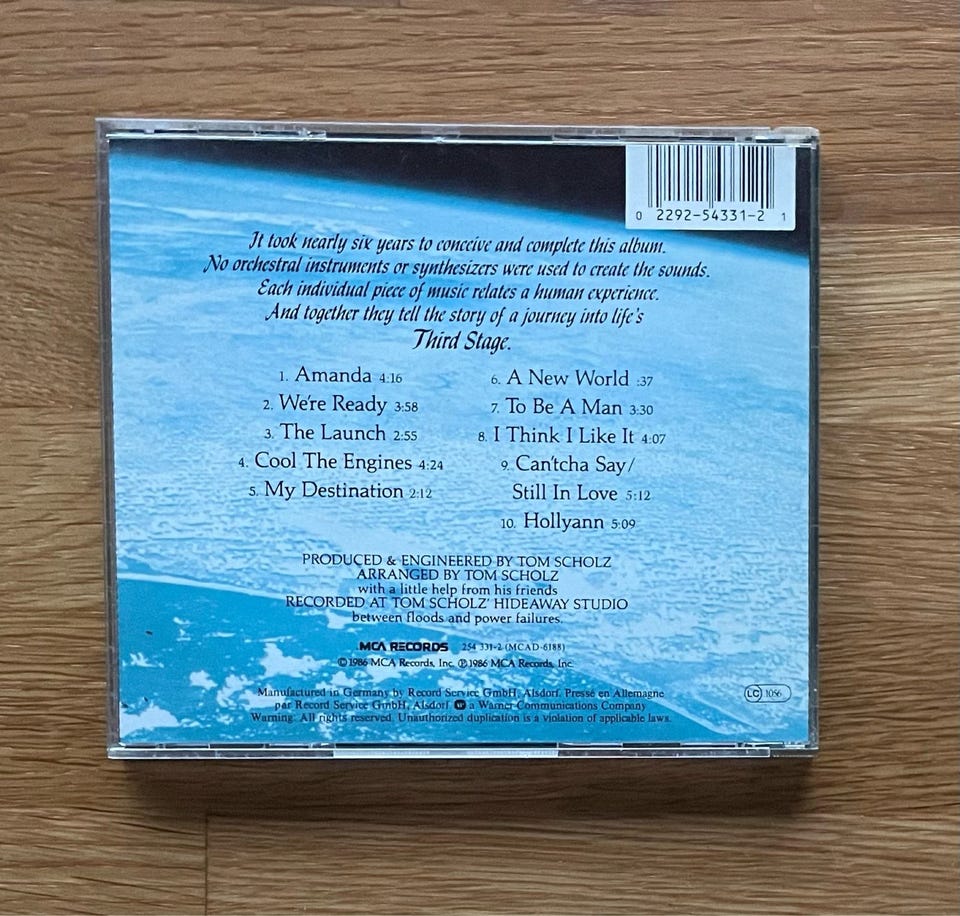 0 2292-54331-2 1
It took nearly six years to conceive and complete this album.
No orchestral instruments or synthesizers were used to create the sounds.
Each individual piece of music relates a human experience.
And together they tell the story of a journey into life's
Third Stage.
1. Amanda 4:16
2. We're Ready 3:58
3. The Launch 2:55
4. Cool The Engines 4:24
5. My Destination 2:12
6. A New World :37
7. To Be A Man 3:30
8. I Think I Like It 4:07
9. Can'tcha Say/
Still In Love 5:12
10. Hollyann 5:09
PRODUCED & ENGINEERED BY TOM SCHOLZ
ARRANGED BY TOM SCHOLZ
with a little help from his friends
RECORDED AT TOM SCHOLZ' HIDEAWAY STUDIO
between floods and power failures.
MCA RECORDS 254 331-2 (MCAD-6188)
© 1986 MCA Records, Inc. ℗ 1986 MCA Records, Inc.
Manufactured in Germany by Record Service GmbH, Alsdorf. Pressé en Allemagne
par Record Service GmbH, Alsdorf. a Warner Communications Company
Warning: All rights reserved. Unauthorized duplication is a violation of applicable laws.
LC 1056